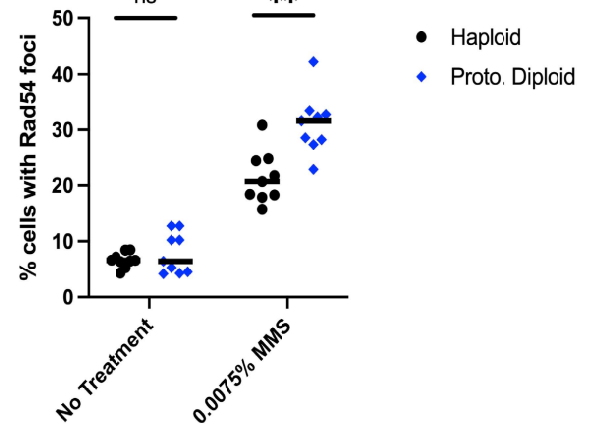 ns
**
50
40
30
20
10
0
% cells with Rad54 foci
No Treatment
0.0075% MMS
Haploid
Proto. Diploid